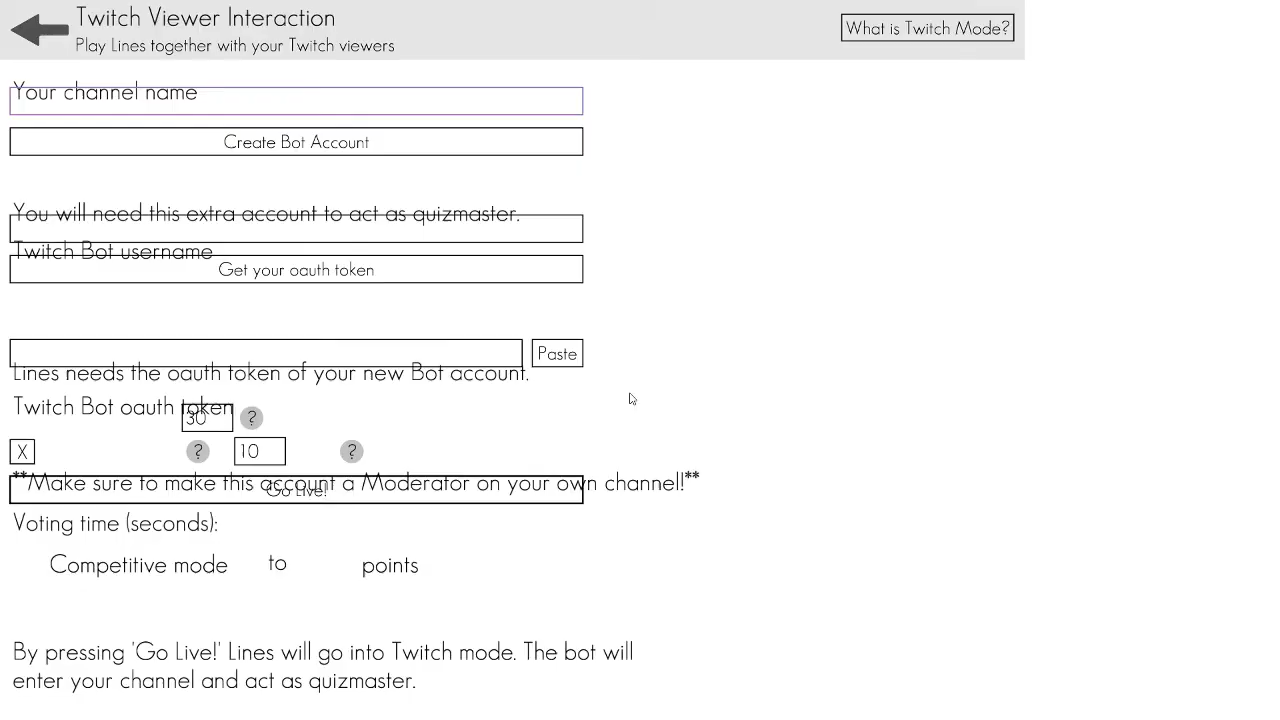 Twitch Viewer Interaction
Play Lines together with your Twitch viewers
What is Twitch Mode?
Your channel name
Create Bot Account
You will need this extra account to act as quizmaster.
Twitch Bot username
Get your oauth token
Paste
Lines needs the oauth token of your new Bot account.
Twitch Bot oauth token
30 ?
X ? 10 ?
**Make sure to make this account a Moderator on your own channel!**
Go Live!
Voting time (seconds):
Competitive mode to points
By pressing 'Go Live!' Lines will go into Twitch mode. The bot will
enter your channel and act as quizmaster.